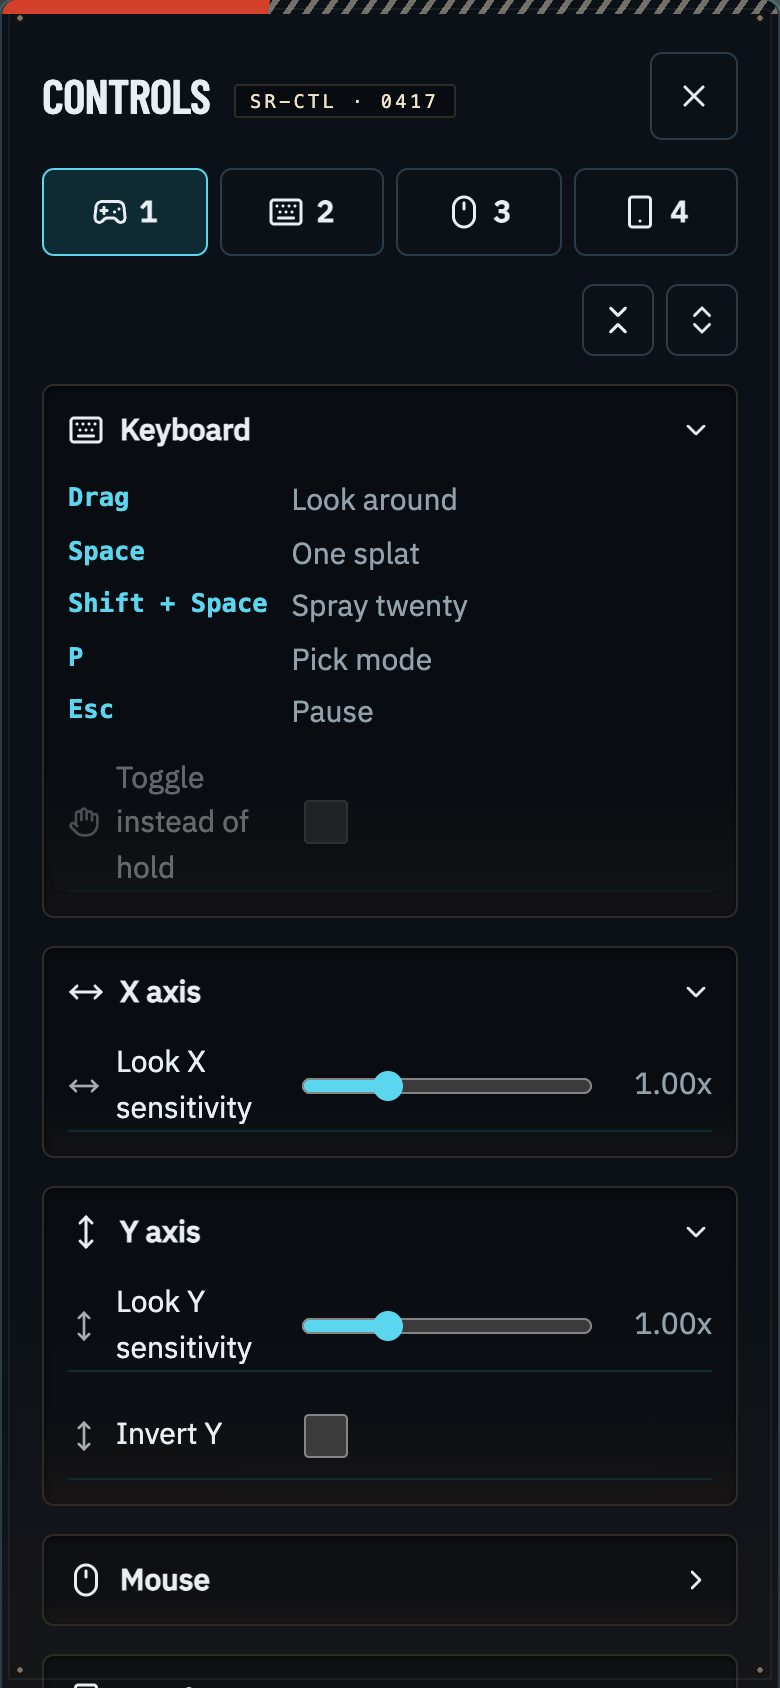 CONTROLS
SR-CTL · 0417
1
2
3
4
Keyboard
Drag Look around
Space One splat
Shift + Space Spray twenty
P Pick mode
Esc Pause
Toggle
instead of
hold
X axis
Look X
sensitivity
1.00x
Y axis
Look Y
sensitivity
1.00x
Invert Y
Mouse